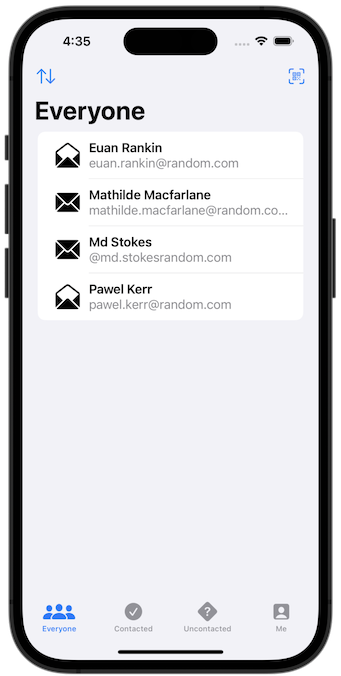 4:35
Everyone
Euan Rankin
euan.rankin@random.com
Mathilde Macfarlane
mathilde.macfarlane@random.co...
Md Stokes
@md.stokesrandom.com
Pawel Kerr
pawel.kerr@random.com
Everyone
Contacted
Uncontacted
Me